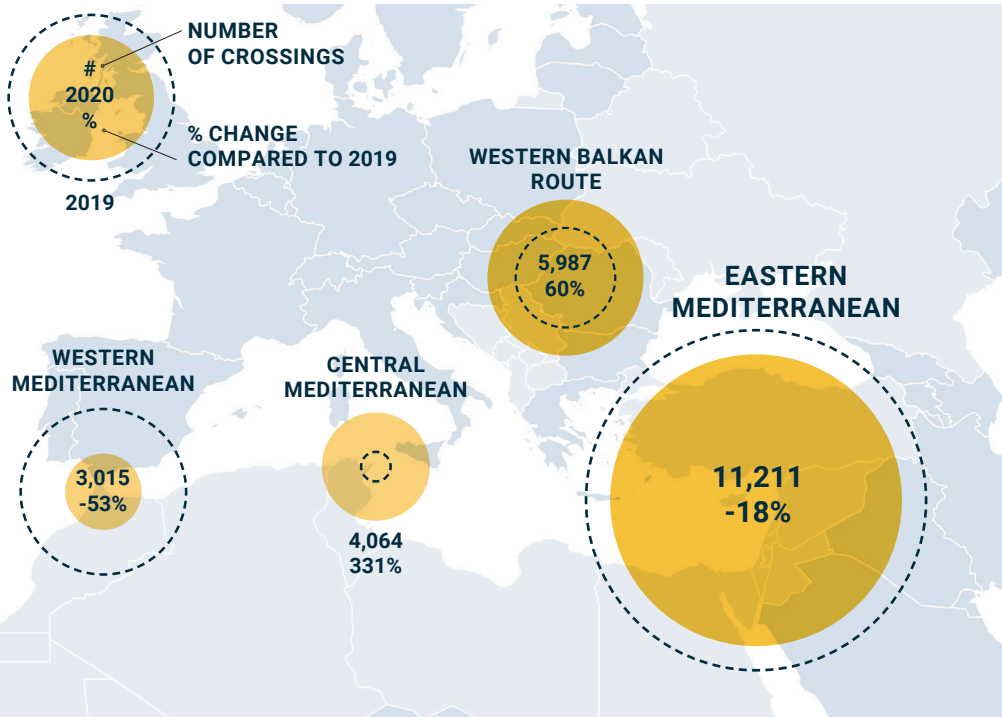 NUMBER
OF CROSSINGS
#
2020
%
% CHANGE
COMPARED TO 2019
2019
WESTERN BALKAN
ROUTE
5,987
60%
EASTERN
MEDITERRANEAN
11,211
-18%
WESTERN
MEDITERRANEAN
3,015
-53%
CENTRAL
MEDITERRANEAN
4,064
331%